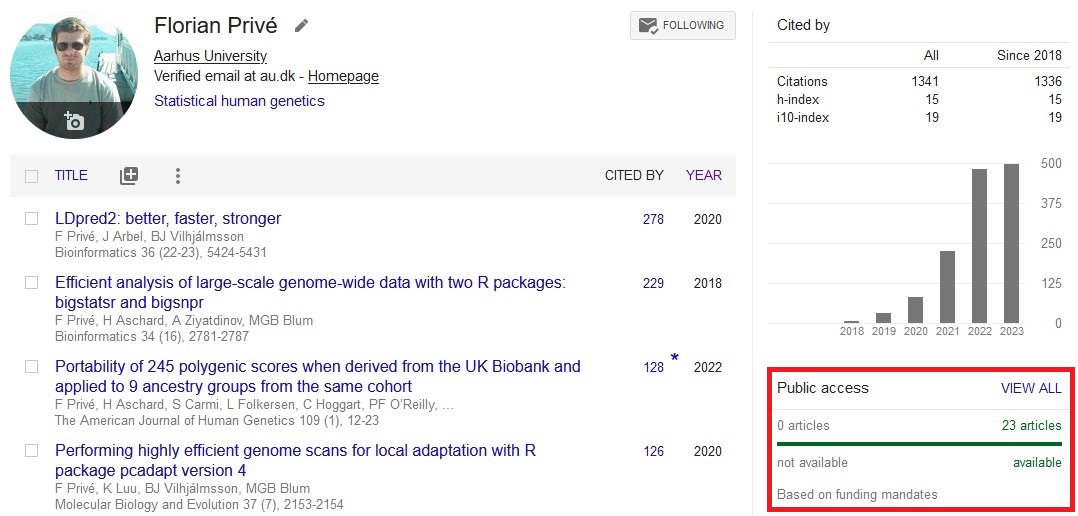 Florian Privé
FOLLOWING
Aarhus University
Verified email at au.dk - Homepage
Statistical human genetics
TITLE CITED BY YEAR
LDpred2: better, faster, stronger 278 2020
F Privé, J Arbel, BJ Vilhjálmsson
Bioinformatics 36 (22-23), 5424-5431
Efficient analysis of large-scale genome-wide data with two R packages: 229 2018
bigstatsr and bigsnpr
F Privé, H Aschard, A Ziyatdinov, MGB Blum
Bioinformatics 34 (16), 2781-2787
Portability of 245 polygenic scores when derived from the UK Biobank and 128 * 2022
applied to 9 ancestry groups from the same cohort
F Privé, H Aschard, S Carmi, L Folkersen, C Hoggart, PF O'Reilly, ...
The American Journal of Human Genetics 109 (1), 12-23
Performing highly efficient genome scans for local adaptation with R 126 2020
package pcadapt version 4
F Privé, K Luu, BJ Vilhjálmsson, MGB Blum
Molecular Biology and Evolution 37 (7), 2153-2154
Cited by
All Since 2018
Citations 1341 1336
h-index 15 15
i10-index 19 19
500
375
250
125
0
2018 2019 2020 2021 2022 2023
Public access VIEW ALL
0 articles 23 articles
not available available
Based on funding mandates